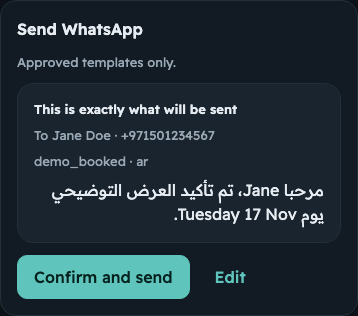 Send WhatsApp
Approved templates only.
This is exactly what will be sent
To Jane Doe · +971501234567
demo_booked · ar
مرحبا Jane، تم تأكيد العرض التوضيحي
يوم Tuesday 17 Nov.
Confirm and send
Edit